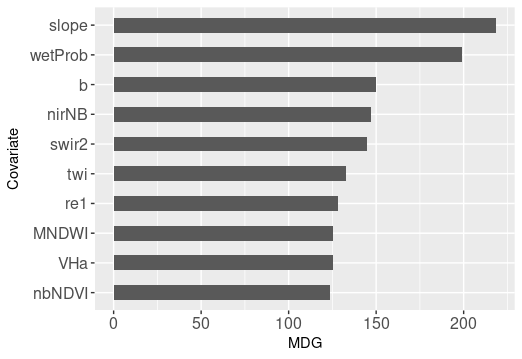 slope
wetProb
b
nirNB
swir2
twi
re1
MNDWI
VHa
nbNDVI
Covariate
0 50 100 150 200
MDG